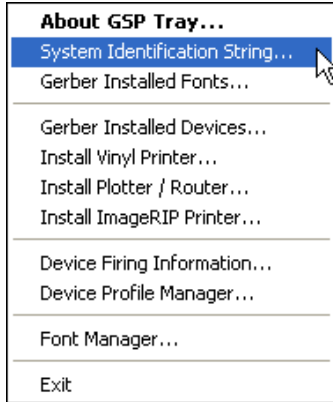 About GSP Tray...
System Identification String...
Gerber Installed Fonts...
Gerber Installed Devices...
Install Vinyl Printer...
Install Plotter / Router...
Install ImageRIP Printer...
Device Firing Information...
Device Profile Manager...
Font Manager...
Exit